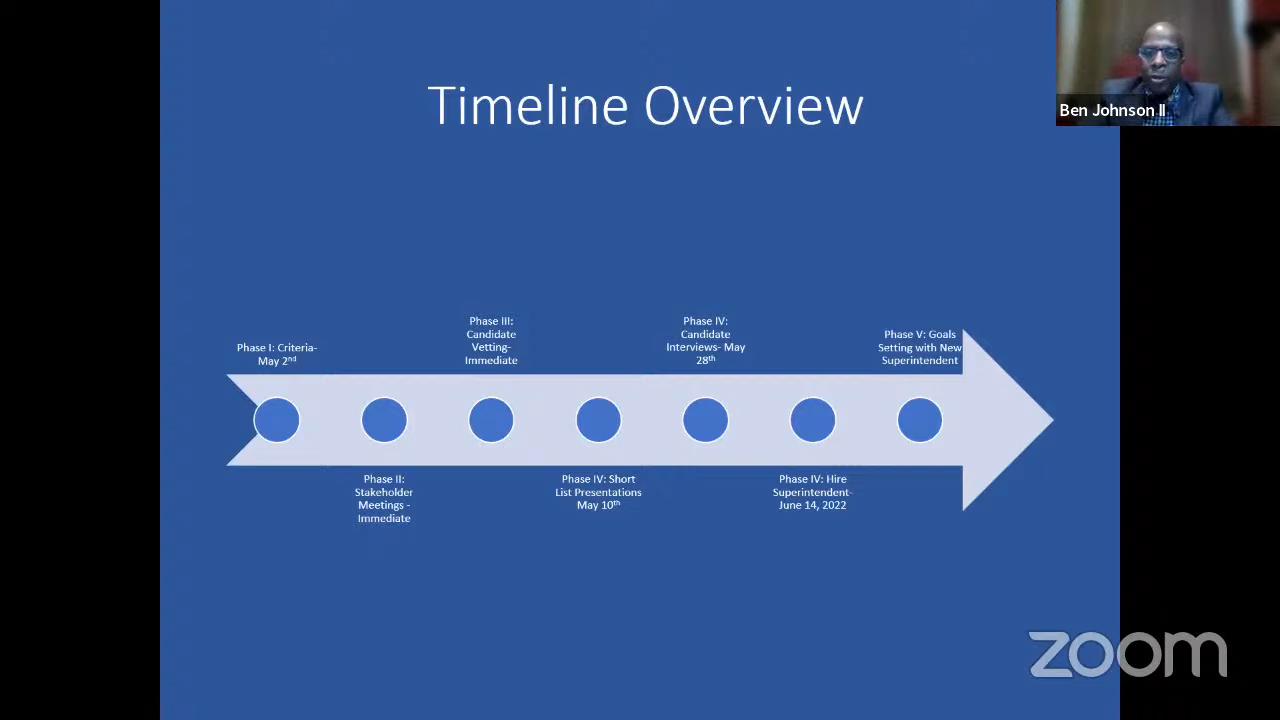 Timeline Overview
Ben Johnson II
Phase I: Criteria-
May 2nd
Phase II:
Stakeholder
Meetings -
Immediate
Phase III:
Candidate
Vetting-
Immediate
Phase IV: Short
List Presentations
May 10th
Phase IV:
Candidate
Interviews- May
28th
Phase IV: Hire
Superintendent-
June 14, 2022
Phase V: Goals
Setting with New
Superintendent
zoom